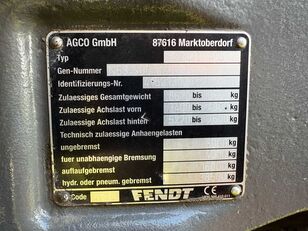 AGCO GmbH 87616 Marktoberdorf
Typ
Gen-Nummer
Identifizierungs-Nr.
Zulaessiges Gesamtgewicht bis kg
Zulaessige Achslast vorn bis kg
Zulaessige Achslast hinten bis kg
Technisch zulaessige Anhaengelasten
ungebremst kg
fuer unabhaengige Bremsung kg
auflaufgebremst kg
hydr. oder pneum. gebremst kg
Code FENDT CE